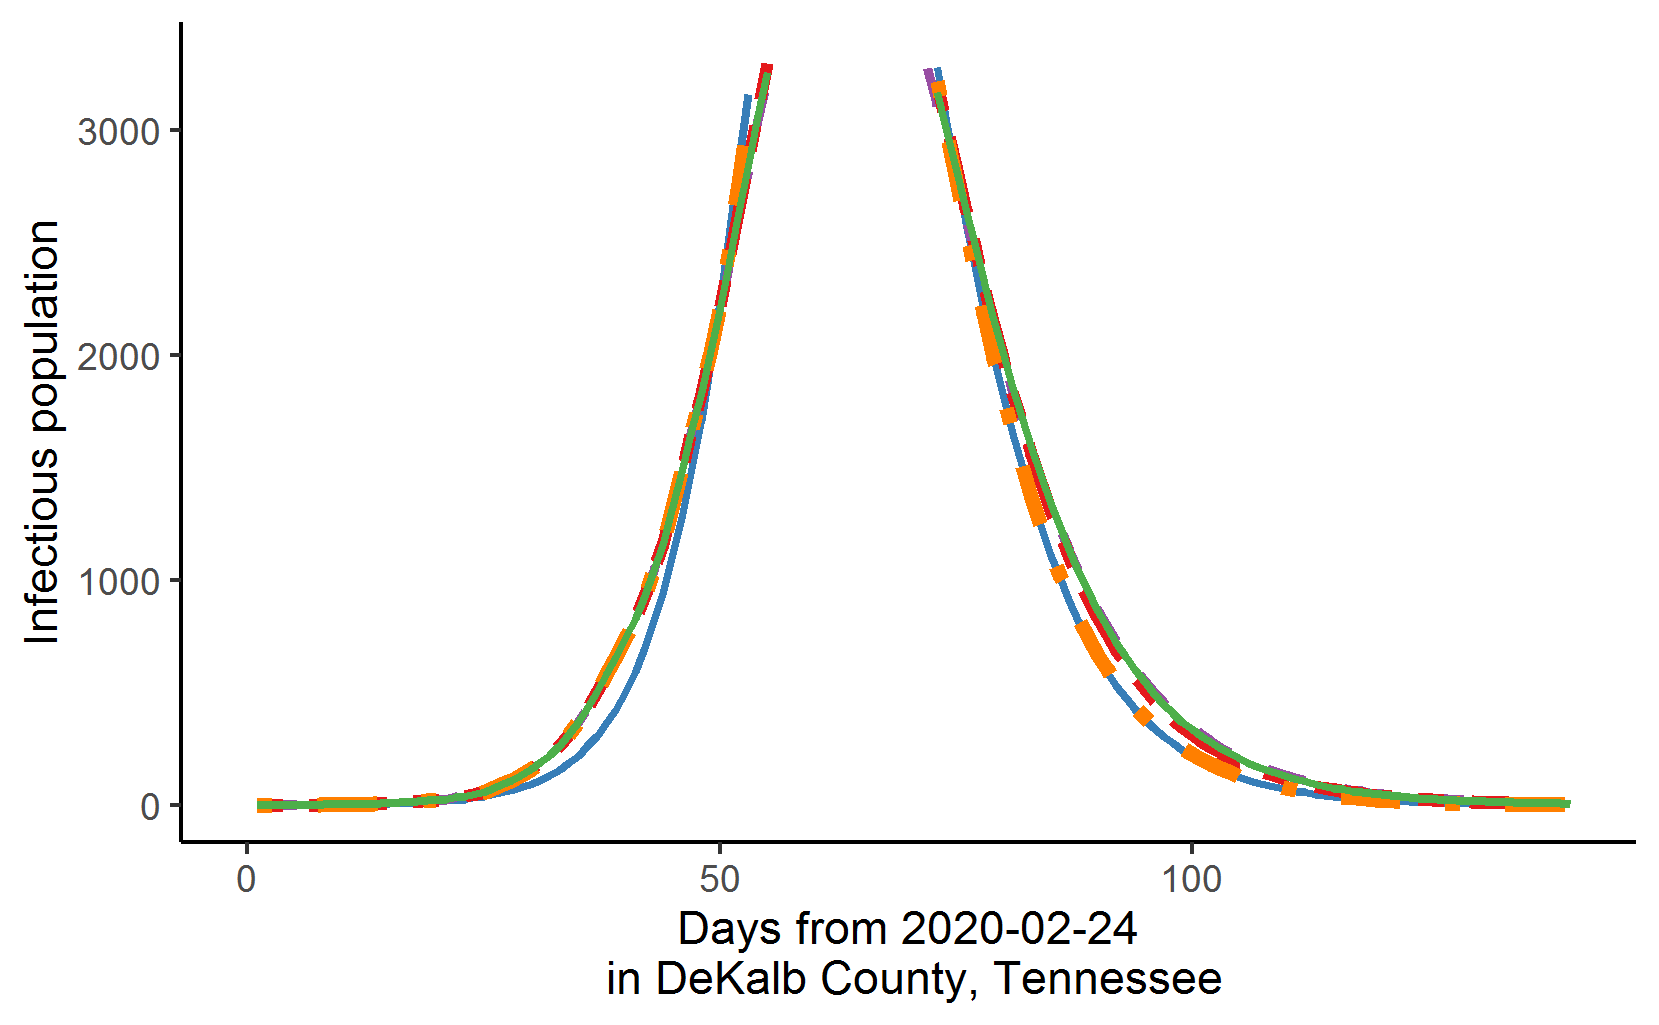 Infectious population
3000
2000
1000
0
0 50 100
Days from 2020-02-24
in DeKalb County, Tennessee